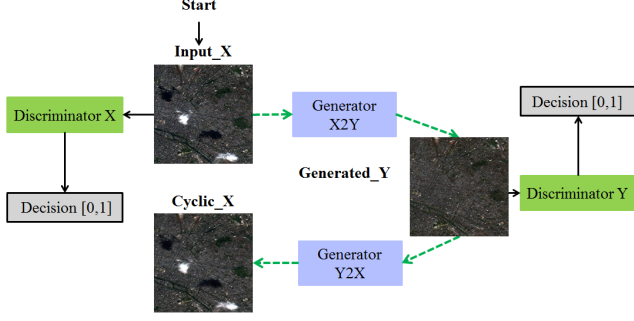 Start
Input_X
Discriminator X
Generator
X2Y
Decision [0,1]
Generated_Y
Discriminator Y
Decision [0,1]
Cyclic_X
Generator
Y2X